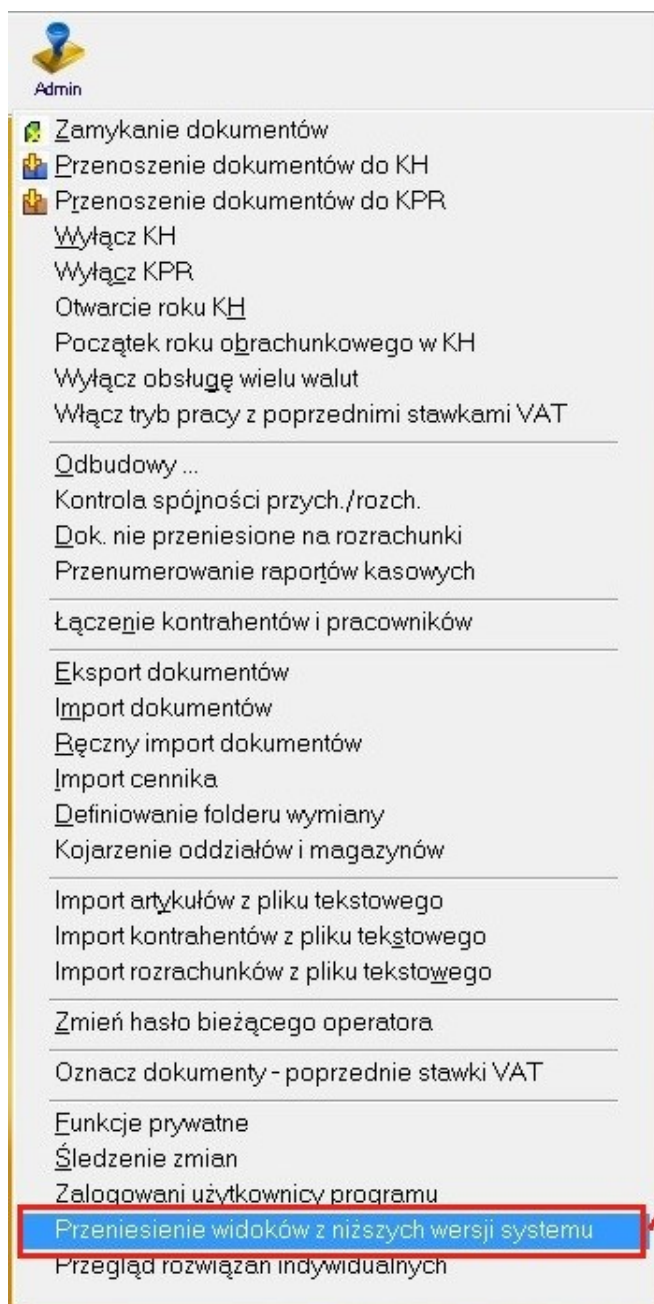 Admin
Zamykanie dokumentów
Przenoszenie dokumentów do KH
Przenoszenie dokumentów do KPR
Wyłącz KH
Wyłącz KPR
Otwarcie roku KH
Początek roku obrachunkowego w KH
Wyłącz obsługę wielu walut
Włącz tryb pracy z poprzednimi stawkami VAT
Odbudowy ...
Kontrola spójności przych./rozch.
Dok. nie przeniesione na rozrachunki
Przenumerowanie raportów kasowych
Łączenie kontrahentów i pracowników
Eksport dokumentów
Import dokumentów
Ręczny import dokumentów
Import cennika
Definiowanie folderu wymiany
Kojarzenie oddziałów i magazynów
Import artykułów z pliku tekstowego
Import kontrahentów z pliku tekstowego
Import rozrachunków z pliku tekstowego
Zmień hasło bieżącego operatora
Oznacz dokumenty - poprzednie stawki VAT
Funkcje prywatne
Śledzenie zmian
Zalogowani użytkownicy programu
Przeniesienie widoków z niższych wersji systemu
Przegląd rozwiązań indywidualnych